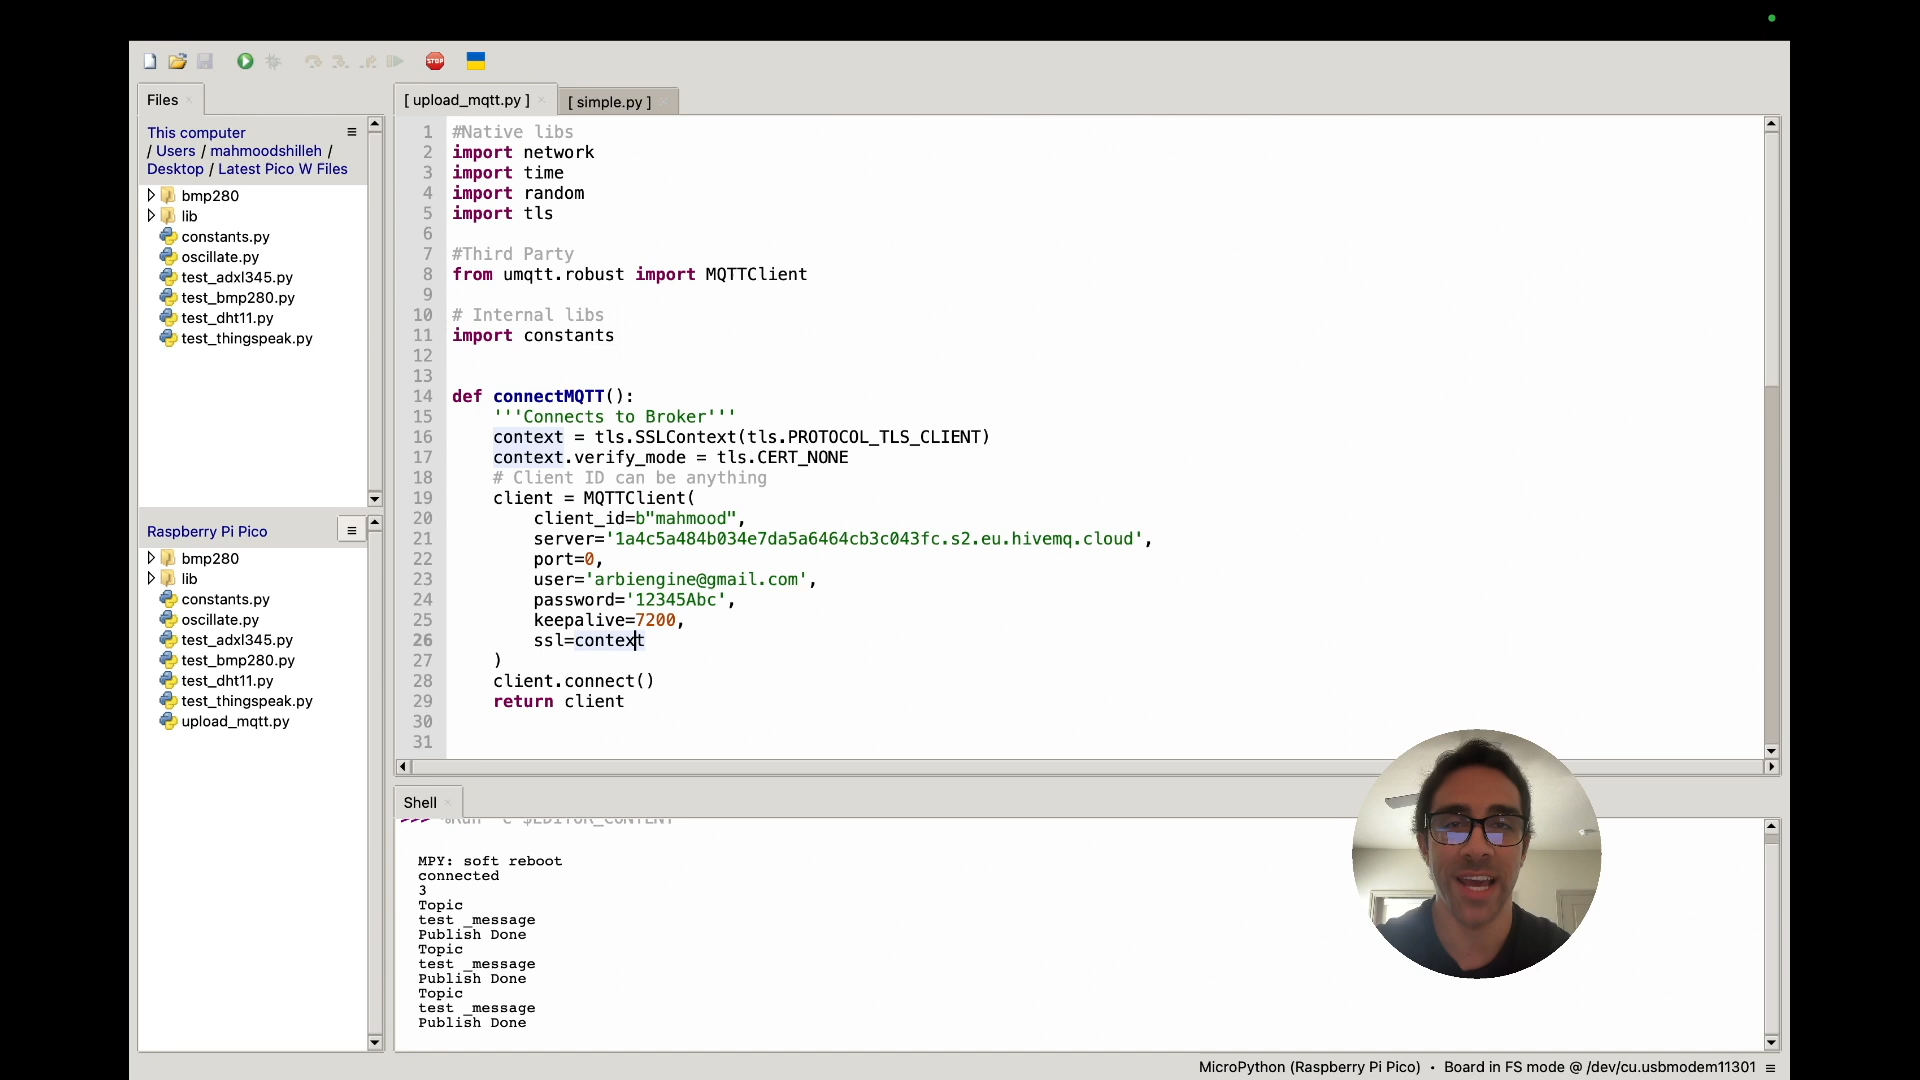 STOP
Files
[ upload_mqtt.py ]
[ simple.py ]
This computer
/ Users / mahmoodshilleh /
Desktop / Latest Pico W Files
bmp280
lib
constants.py
oscillate.py
test_adxl345.py
test_bmp280.py
test_dht11.py
test_thingspeak.py
Raspberry Pi Pico
bmp280
lib
constants.py
oscillate.py
test_adxl345.py
test_bmp280.py
test_dht11.py
test_thingspeak.py
upload_mqtt.py
1 #Native libs
2 import network
3 import time
4 import random
5 import tls
6
7 #Third Party
8 from umqtt.robust import MQTTClient
9
10 # Internal libs
11 import constants
12
13
14 def connectMQTT():
15 '''Connects to Broker'''
16 context = tls.SSLContext(tls.PROTOCOL_TLS_CLIENT)
17 context.verify_mode = tls.CERT_NONE
18 # Client ID can be anything
19 client = MQTTClient(
20 client_id=b"mahmood",
21 server='1a4c5a484b034e7da5a6464cb3c043fc.s2.eu.hivemq.cloud',
22 port=0,
23 user='arbiengine@gmail.com',
24 password='12345Abc',
25 keepalive=7200,
26 ssl=context
27 )
28 client.connect()
29 return client
30
31
Shell
>>> %Run -c $EDITOR_CONTENT
MPY: soft reboot
connected
3
Topic
test _message
Publish Done
Topic
test _message
Publish Done
Topic
test _message
Publish Done
MicroPython (Raspberry Pi Pico) • Board in FS mode @ /dev/cu.usbmodem11301